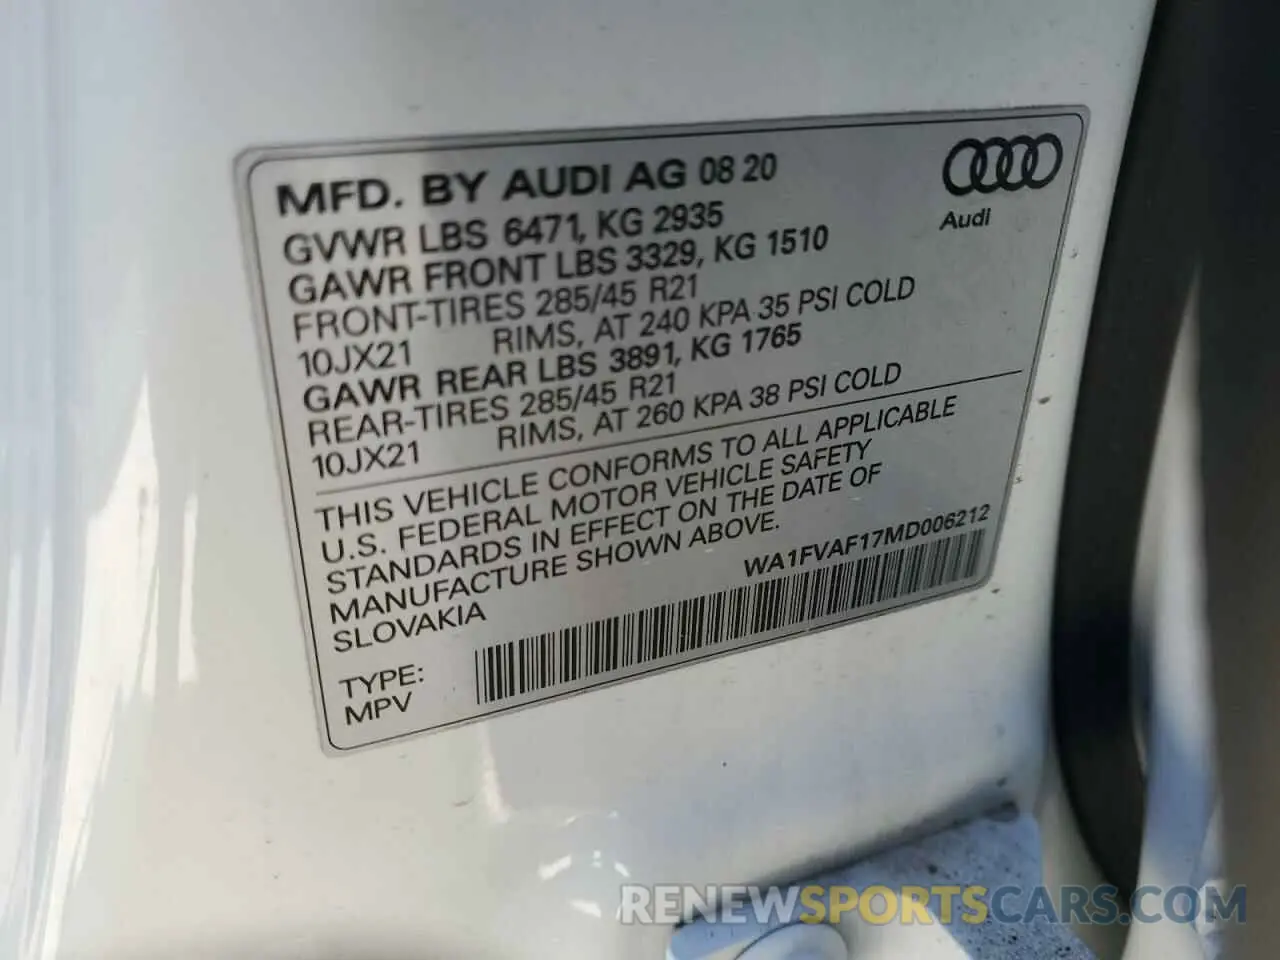 MFD. BY AUDI AG 08 20
Audi
GVWR LBS 6471, KG 2935
GAWR FRONT LBS 3329, KG 1510
FRONT-TIRES 285/45 R21
10JX21 RIMS, AT 240 KPA 35 PSI COLD
GAWR REAR LBS 3891, KG 1765
REAR-TIRES 285/45 R21
10JX21 RIMS, AT 260 KPA 38 PSI COLD
THIS VEHICLE CONFORMS TO ALL APPLICABLE
U.S. FEDERAL MOTOR VEHICLE SAFETY
STANDARDS IN EFFECT ON THE DATE OF
MANUFACTURE SHOWN ABOVE.
SLOVAKIA
WA1FVAF17MD006212
TYPE:
MPV
RENEWSPORTSCARS.COM